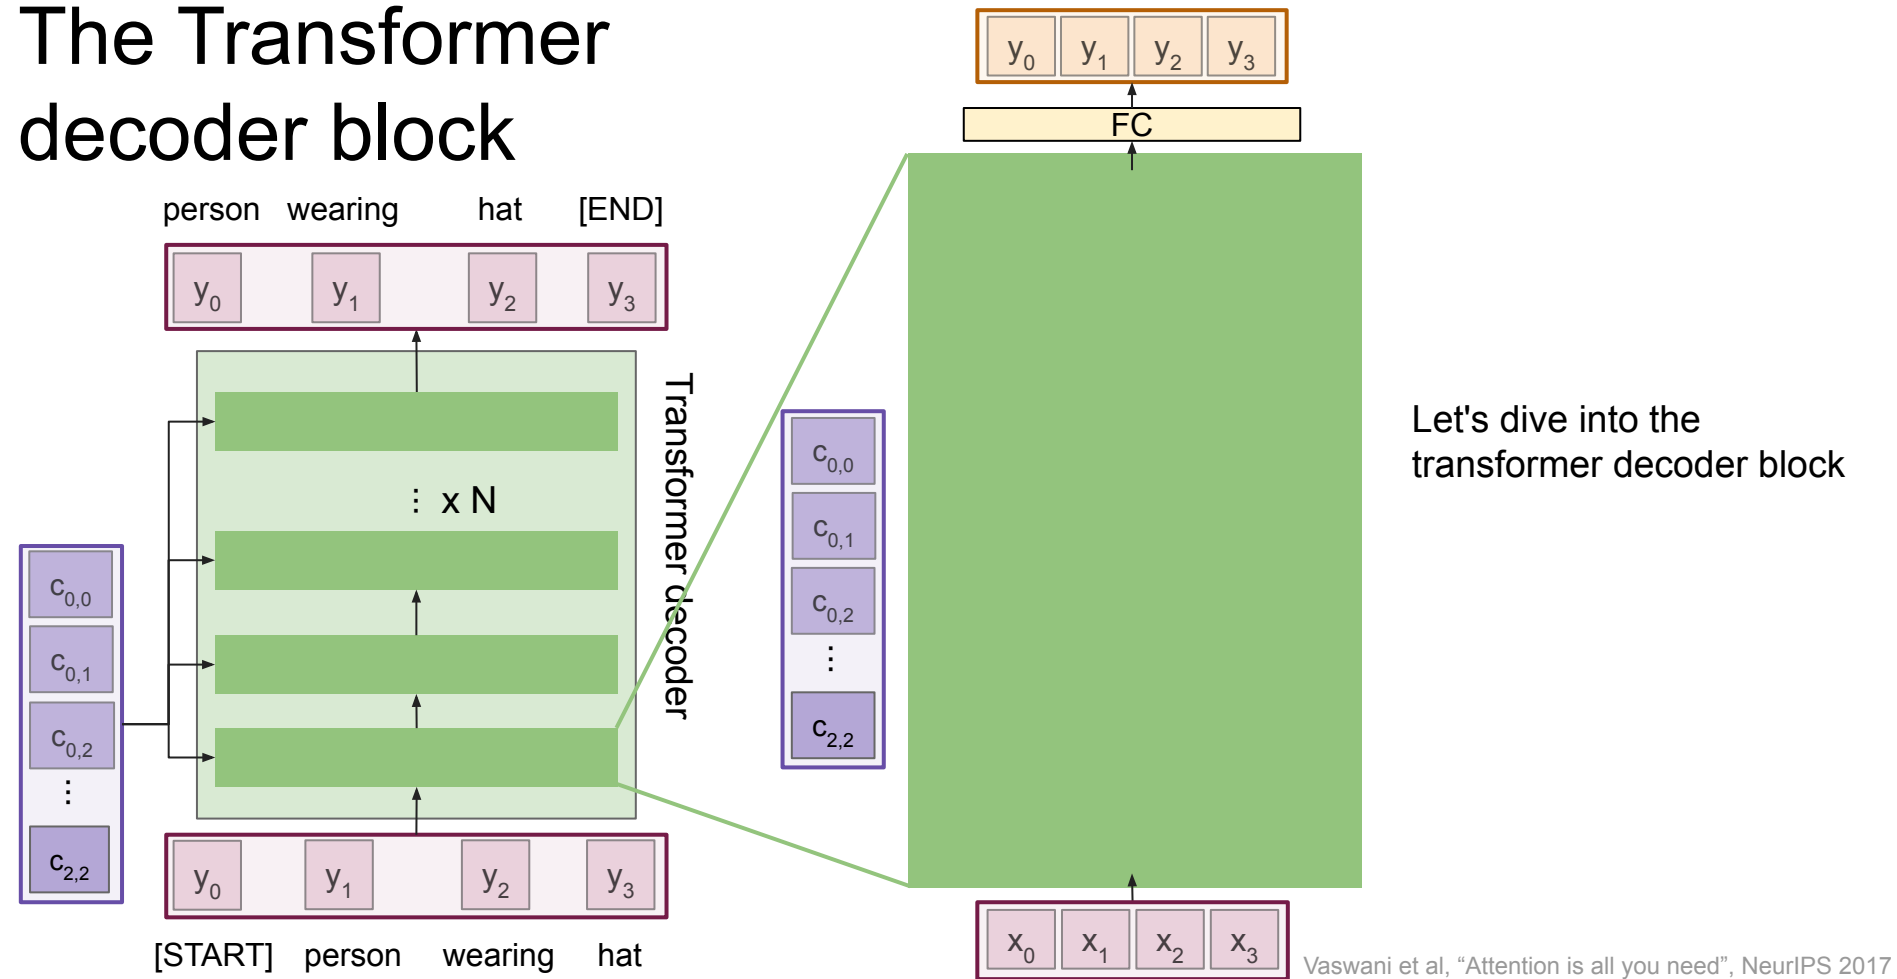 The Transformer
decoder block
person wearing hat [END]
y0 y1 y2 y3
⋮ x N
Transformer decoder
c0,0
c0,1
c0,2
⋮
c2,2
y0 y1 y2 y3
[START] person wearing hat
y0 y1 y2 y3
FC
c0,0
c0,1
c0,2
⋮
c2,2
x0 x1 x2 x3
Let's dive into the
transformer decoder block
Vaswani et al, “Attention is all you need”, NeurIPS 2017